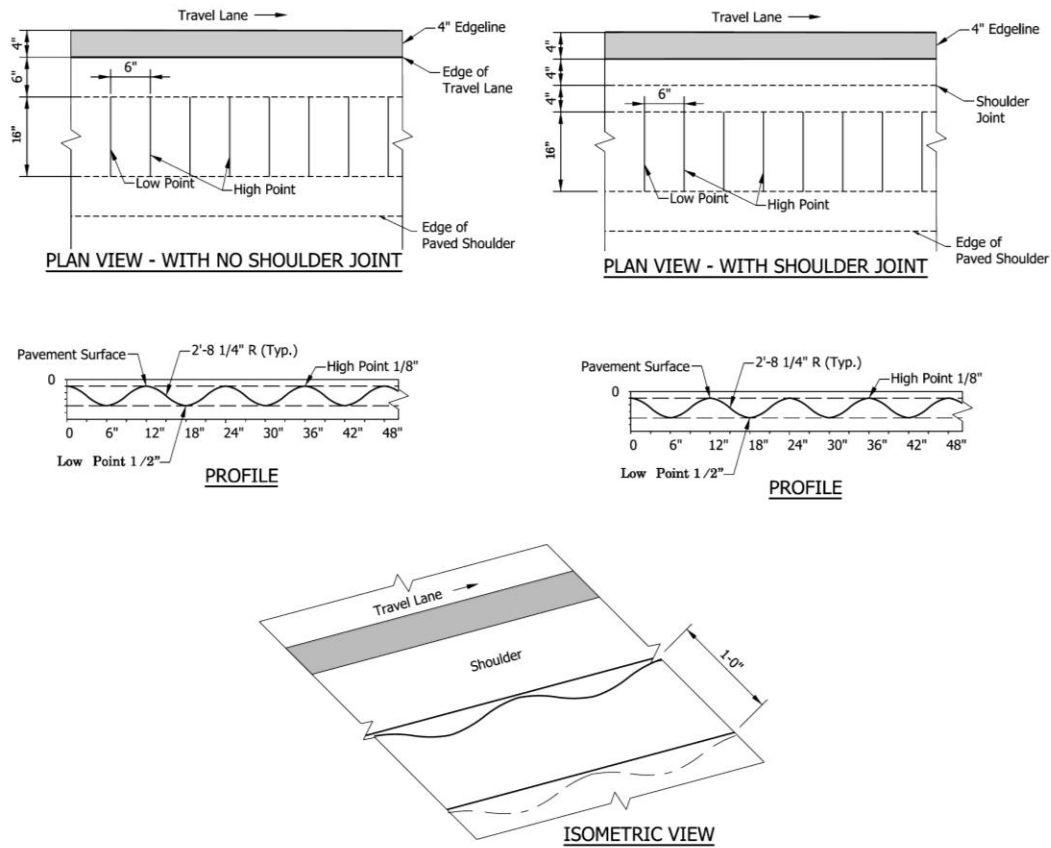 Travel Lane
4" Edgeline
4"
6"
6"
Edge of
Travel Lane
16"
Low Point
High Point
Edge of
Paved Shoulder
PLAN VIEW - WITH NO SHOULDER JOINT
Travel Lane
4" Edgeline
4"
4"
4"
6"
Shoulder
Joint
16"
Low Point
High Point
Edge of
Paved Shoulder
PLAN VIEW - WITH SHOULDER JOINT
Pavement Surface
2'-8 1/4" R (Typ.)
High Point 1/8"
0
0 6" 12" 18" 24" 30" 36" 42" 48"
Low Point 1/2"
PROFILE
Pavement Surface
2'-8 1/4" R (Typ.)
High Point 1/8"
0
0 6" 12" 18" 24" 30" 36" 42" 48"
Low Point 1/2"
PROFILE
Travel Lane
Shoulder
1-0"
ISOMETRIC VIEW